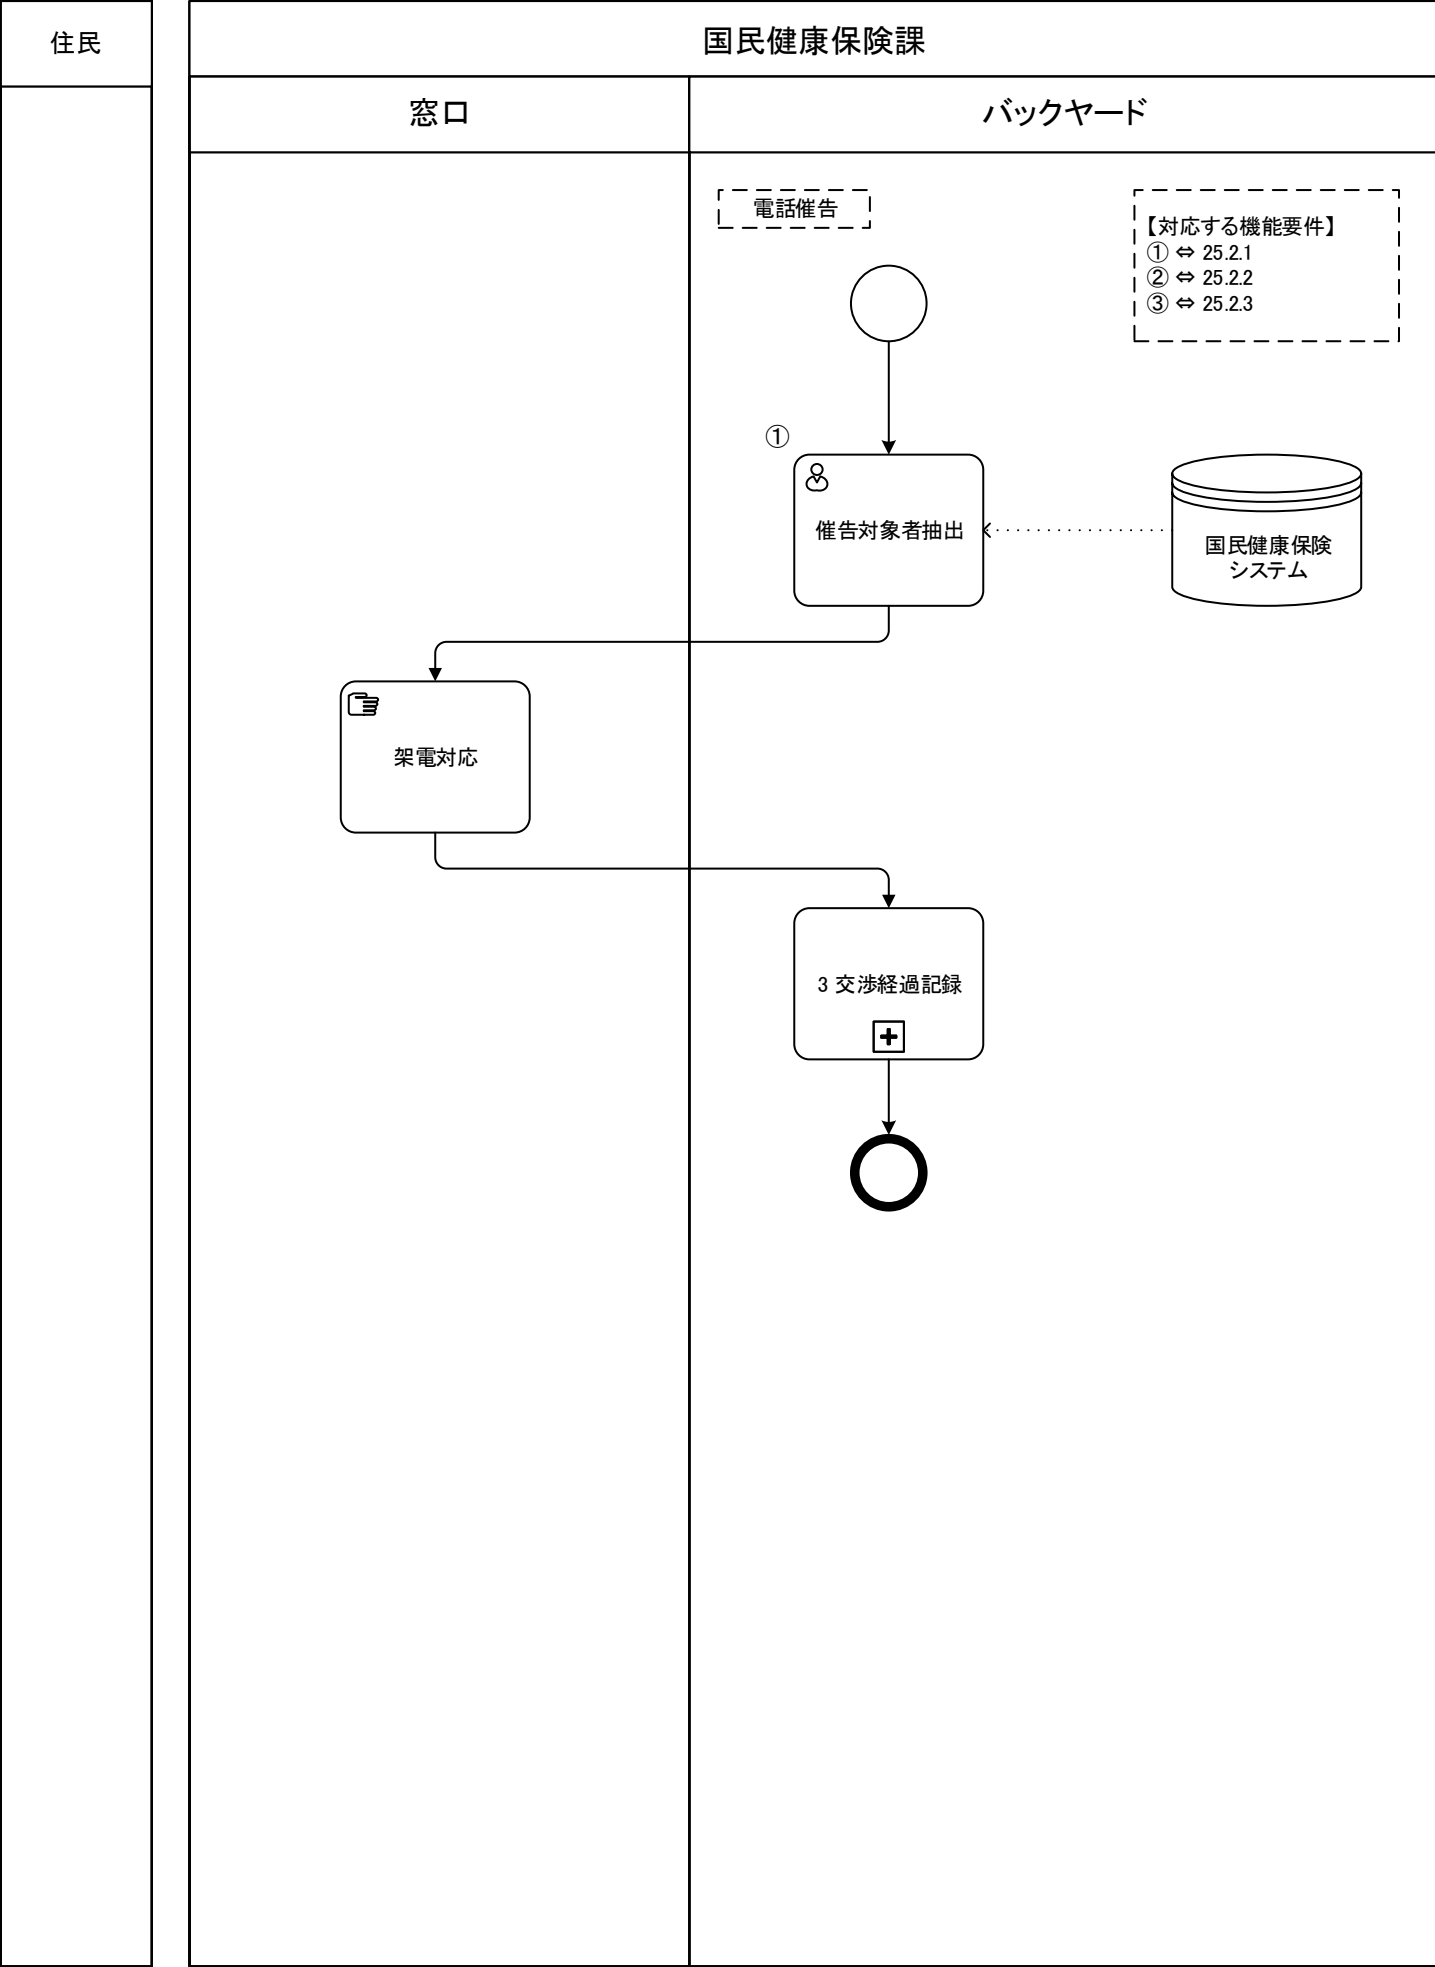 住民
国民健康保険課
窓口
バックヤード
電話催告
【対応する機能要件】
① ⇔ 25.2.1
② ⇔ 25.2.2
③ ⇔ 25.2.3
①
催告対象者抽出
国民健康保険
システム
架電対応
3 交渉経過記録